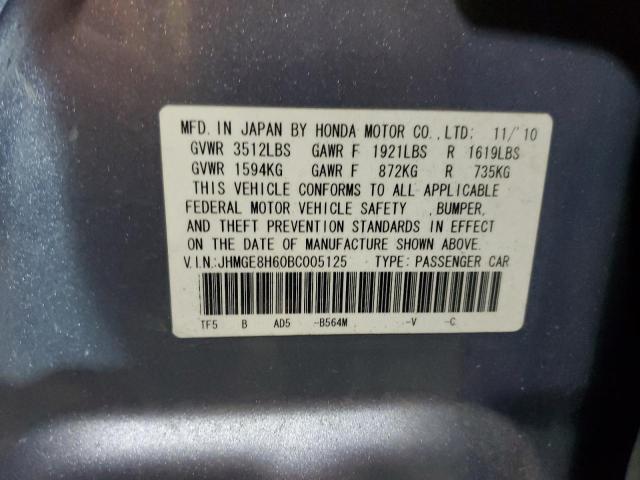 MFD. IN JAPAN BY HONDA MOTOR CO., LTD: 11/'10
GVWR 3512LBS GAWR F 1921LBS R 1619LBS
GVWR 1594KG GAWR F 872KG R 735KG
THIS VEHICLE CONFORMS TO ALL APPLICABLE
FEDERAL MOTOR VEHICLE SAFETY , BUMPER,
AND THEFT PREVENTION STANDARDS IN EFFECT
ON THE DATE OF MANUFACTURE SHOWN ABOVE.
V.I.N:JHMGE8H60BC005125 TYPE: PASSENGER CAR
TF5 B AD5 -B564M -V -C